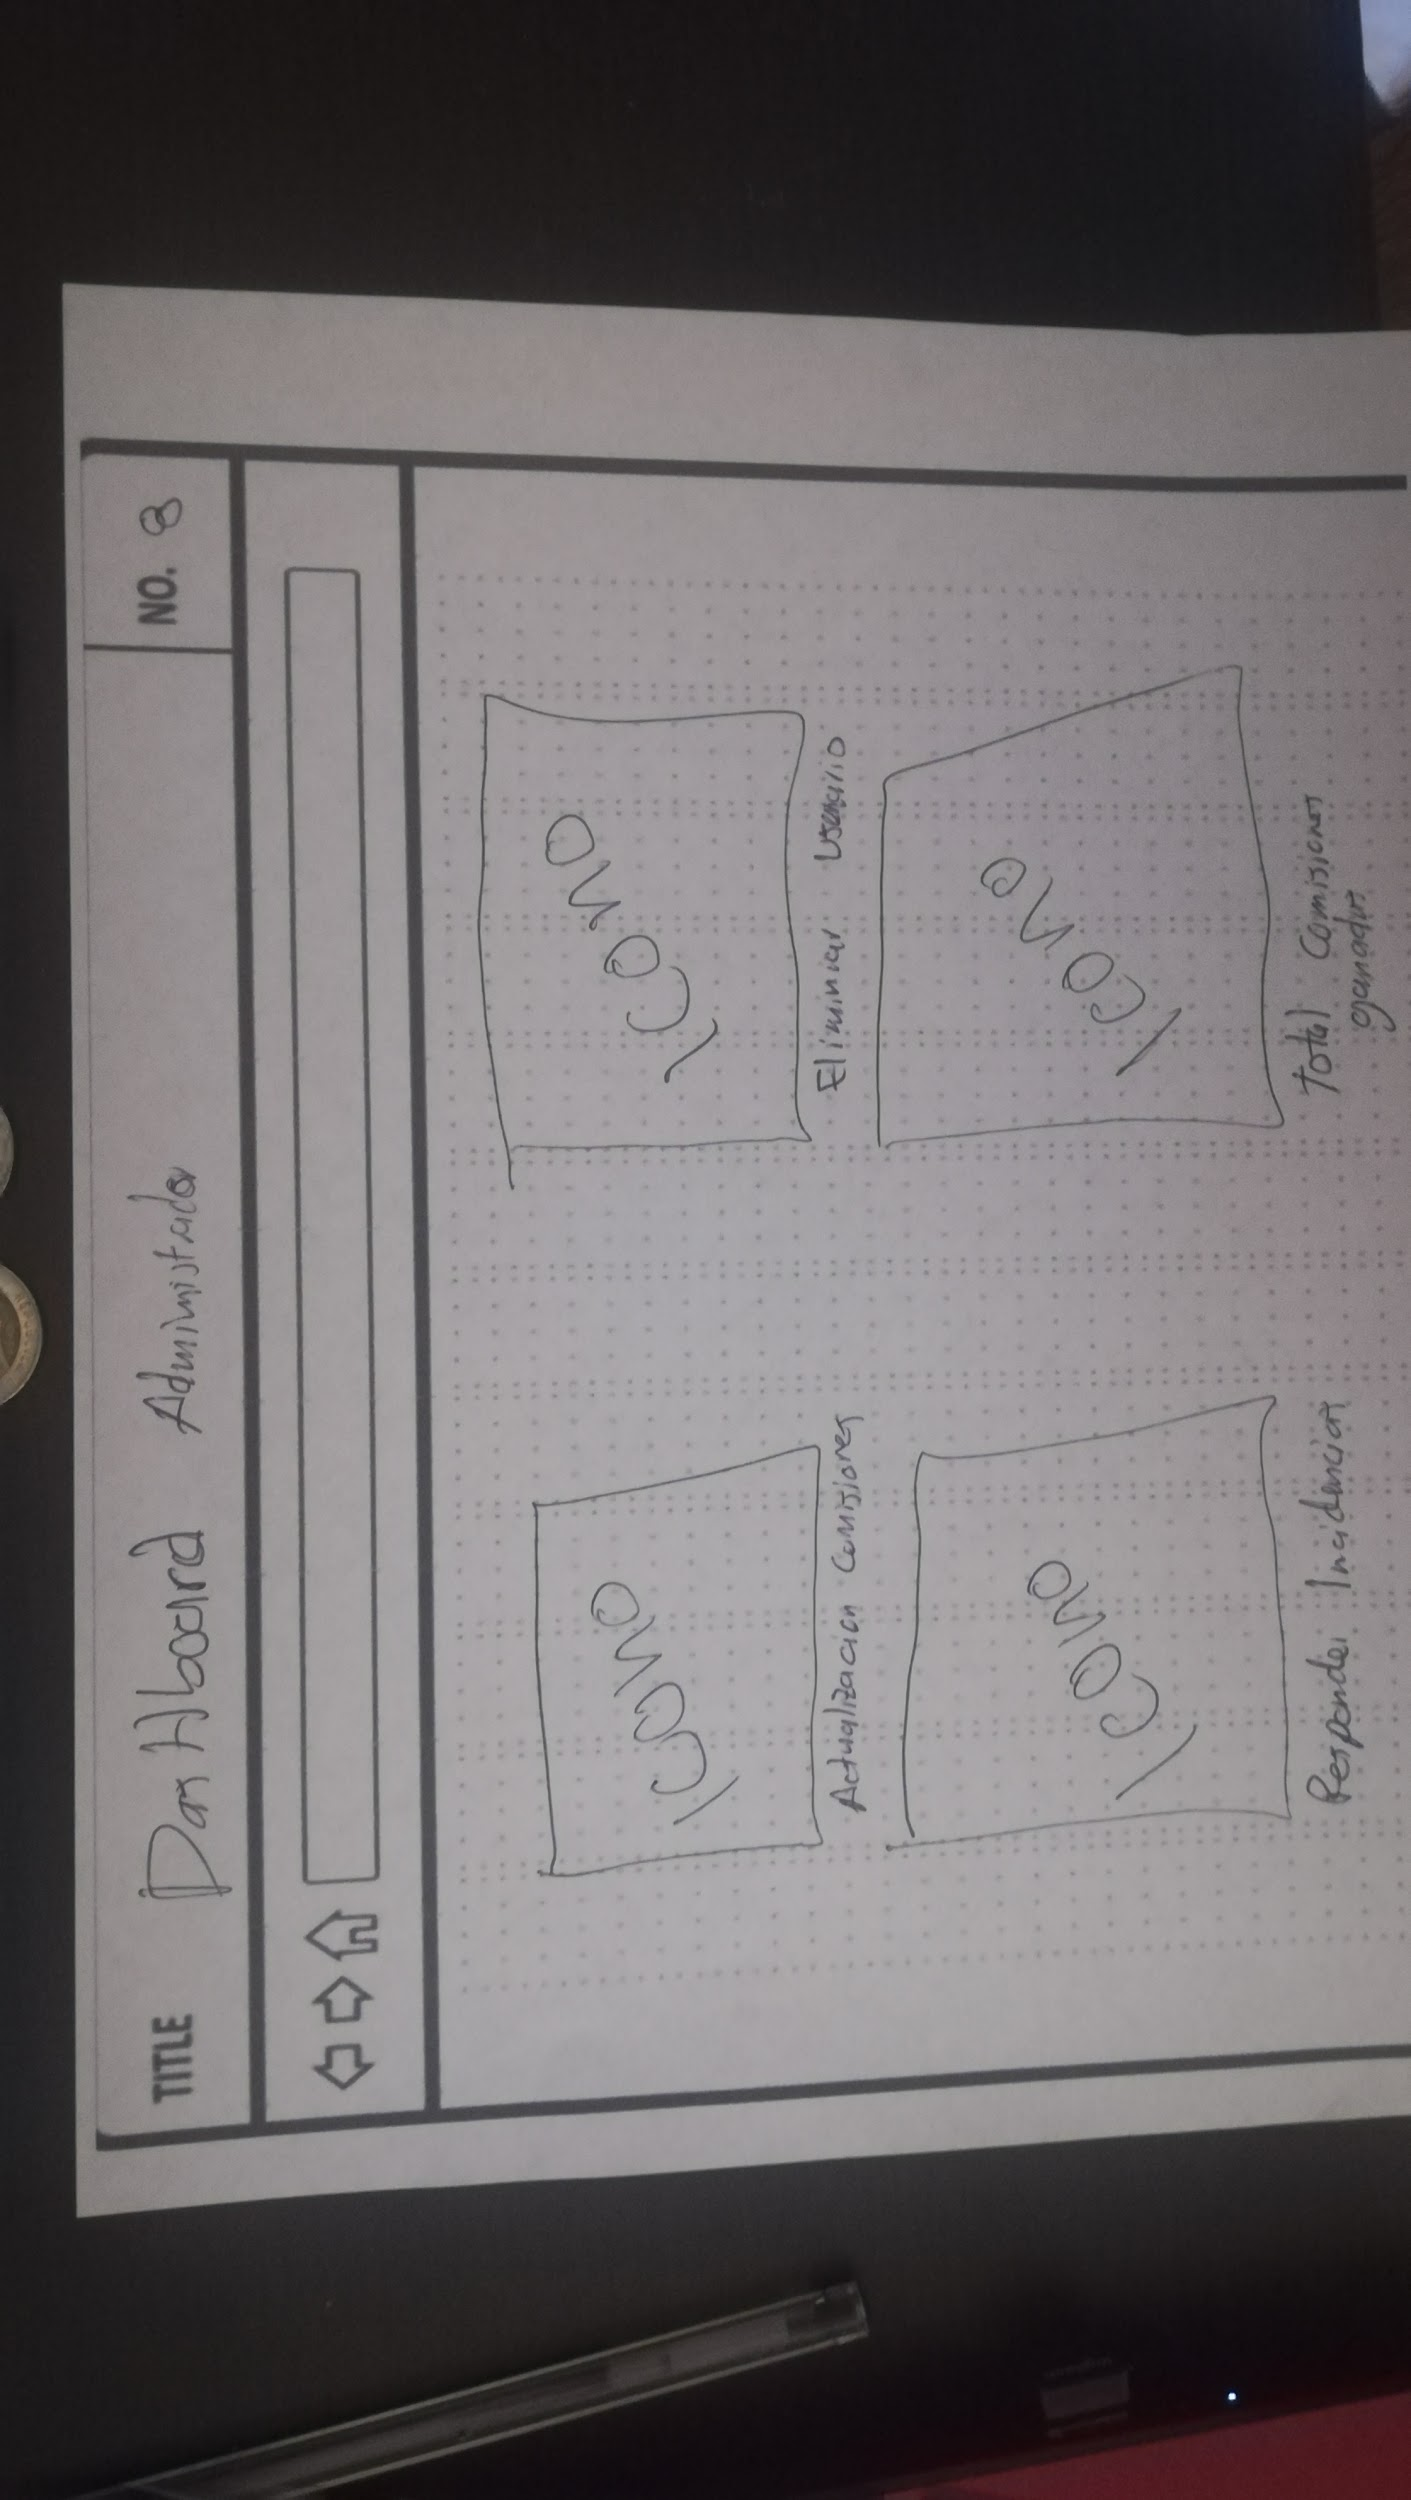 TITLE DasHboard Administrador NO. 8
ICONO ICONO
Actualizacion Comisiones Eliminar Usuario
ICONO ICONO
Responder Incidencias Total Comisiones
ganadas